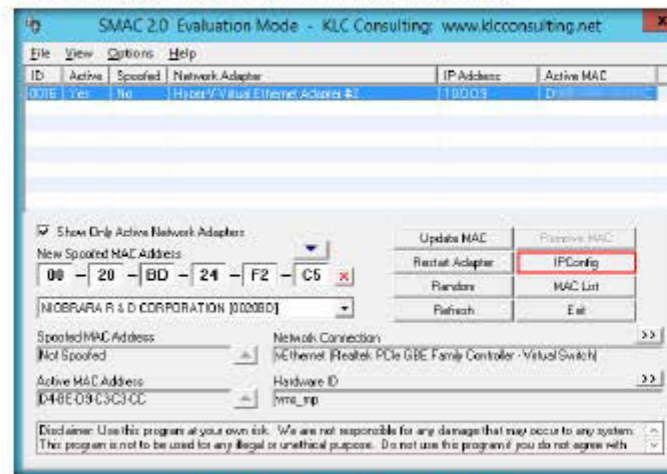 SMAC 2.0 Evaluation Mode - KLC Consulting: www.klcconsulting.net
File View Options Help
ID Active Spoofed Network Adapter IP Address Active MAC
0016 Yes No Hyper-V Virtual Ethernet Adapter #2 10.0.0.9
Show Only Active Network Adapters
New Spoofed MAC Address
00 - 20 - BD - 24 - F2 - C5
NIOBRARA R & D CORPORATION [0020BD]
Update MAC Remove MAC
Restart Adapter IPConfig
Random MAC List
Refresh Exit
Spoofed MAC Address
Not Spoofed
Network Connection
vEthernet (Realtek PCIe GBE Family Controller - Virtual Switch)
Active MAC Address
D4-BE-D9-C3-C3-CC
Hardware ID
vms_mp
Disclaimer: Use this program at your own risk. We are not responsible for any damage that may occur to any system.
This program is not to be used for any illegal or unethical purpose. Do not use this program if you do not agree with